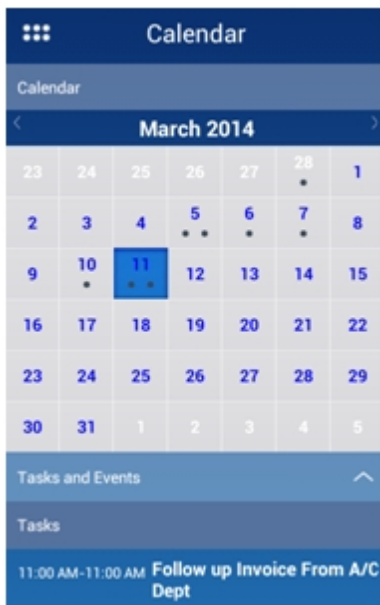 Calendar
Calendar
< March 2014 >
23 24 25 26 27 28 1
2 3 4 5 6 7 8
9 10 11 12 13 14 15
16 17 18 19 20 21 22
23 24 25 26 27 28 29
30 31 1 2 3 4 5
Tasks and Events
Tasks
11:00 AM-11:00 AM Follow up Invoice From A/C
Dept